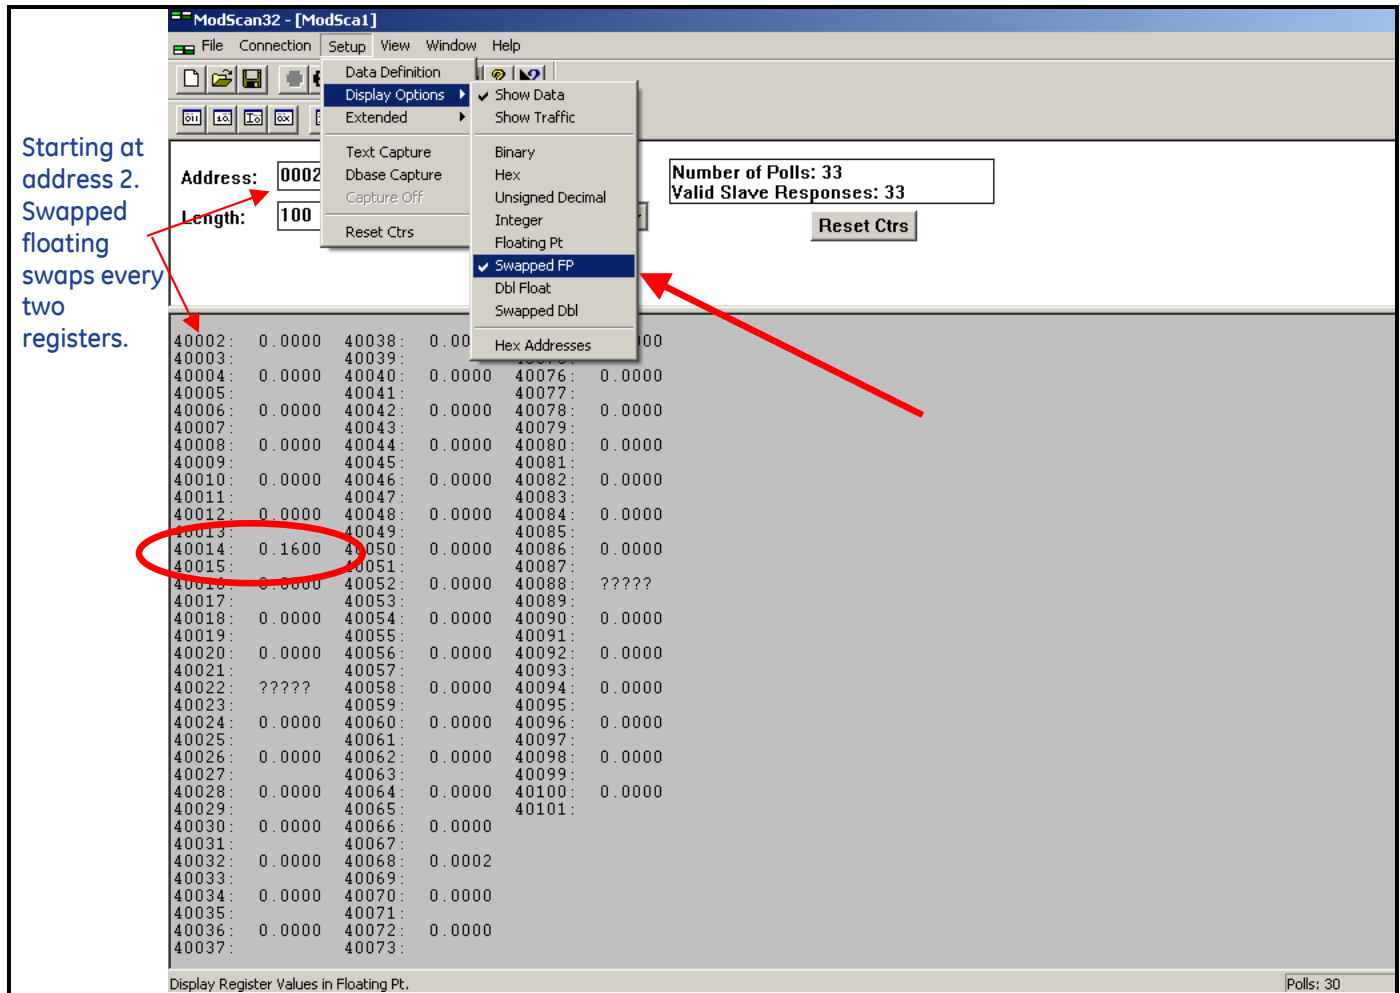 ModScan32 - [ModSca1]
File Connection Setup View Window Help
Data Definition
Display Options
Extended
Text Capture
Dbase Capture
Capture Off
Reset Ctrs
Show Data
Show Traffic
Binary
Hex
Unsigned Decimal
Integer
Floating Pt
Swapped FP
Dbl Float
Swapped Dbl
Hex Addresses
Starting at
address 2.
Swapped
floating
swaps every
two
registers.
Address: 0002
Length: 100
Number of Polls: 33
Valid Slave Responses: 33
Reset Ctrs
40002: 0.0000 40038: 0.00 00
40003: 40039:
40004: 0.0000 40040: 0.0000 40076: 0.0000
40005: 40041: 40077:
40006: 0.0000 40042: 0.0000 40078: 0.0000
40007: 40043: 40079:
40008: 0.0000 40044: 0.0000 40080: 0.0000
40009: 40045: 40081:
40010: 0.0000 40046: 0.0000 40082: 0.0000
40011: 40047: 40083:
40012: 0.0000 40048: 0.0000 40084: 0.0000
40013: 40049: 40085:
40014: 0.1600 40050: 0.0000 40086: 0.0000
40015: 40051: 40087:
40016: 0.0000 40052: 0.0000 40088: ?????
40017: 40053: 40089:
40018: 0.0000 40054: 0.0000 40090: 0.0000
40019: 40055: 40091:
40020: 0.0000 40056: 0.0000 40092: 0.0000
40021: 40057: 40093:
40022: ????? 40058: 0.0000 40094: 0.0000
40023: 40059: 40095:
40024: 0.0000 40060: 0.0000 40096: 0.0000
40025: 40061: 40097:
40026: 0.0000 40062: 0.0000 40098: 0.0000
40027: 40063: 40099:
40028: 0.0000 40064: 0.0000 40100: 0.0000
40029: 40065: 40101:
40030: 0.0000 40066: 0.0000
40031: 40067:
40032: 0.0000 40068: 0.0002
40033: 40069:
40034: 0.0000 40070: 0.0000
40035: 40071:
40036: 0.0000 40072: 0.0000
40037: 40073:
Display Register Values in Floating Pt.
Polls: 30